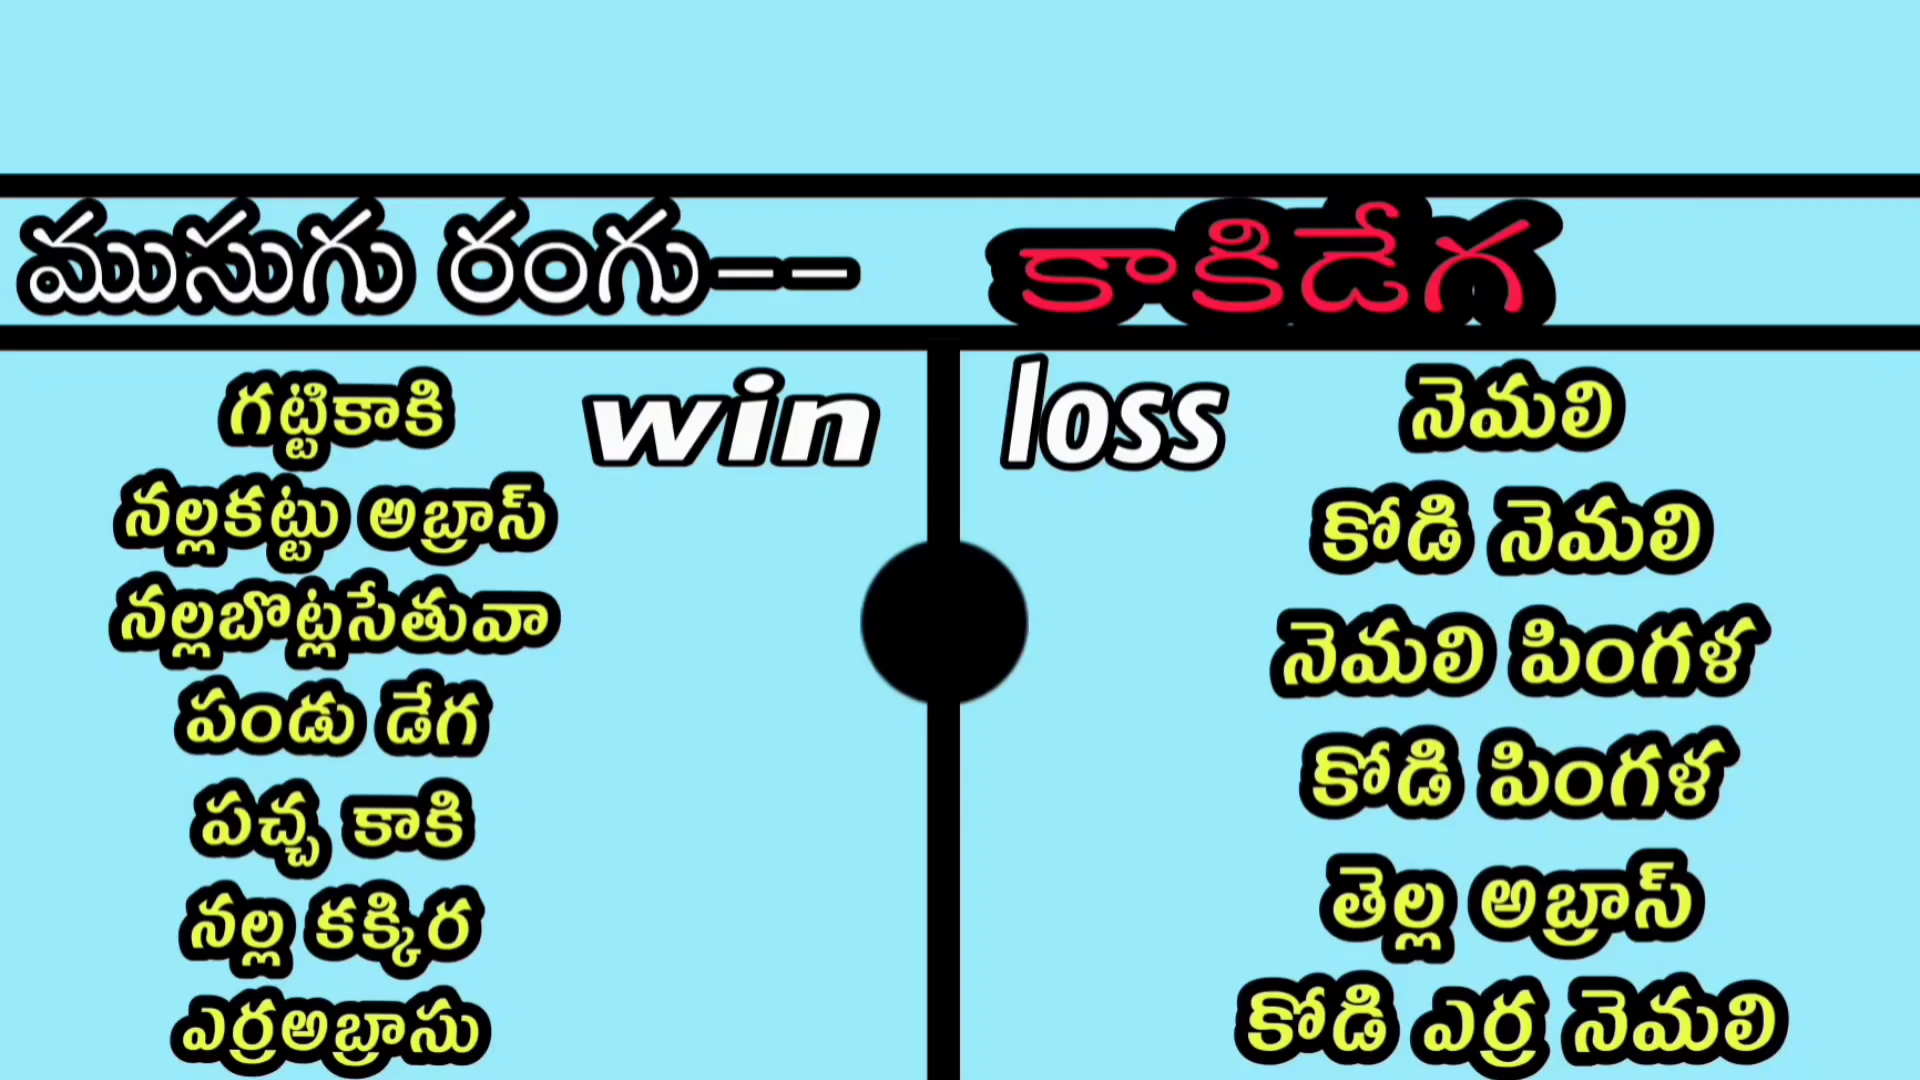 ముసుగు రంగు-- కాకిడేగ
win loss
గట్టికాకి
నల్లకట్టు అబ్రాస్
నల్లబొట్లసేతువా
పండు డేగ
పచ్చ కాకి
నల్ల కక్కిర
ఎర్రఅబ్రాసు
నెమలి
కోడి నెమలి
నెమలి పింగళ
కోడి పింగళ
తెల్ల అబ్రాస్
కోడి ఎర్ర నెమలి